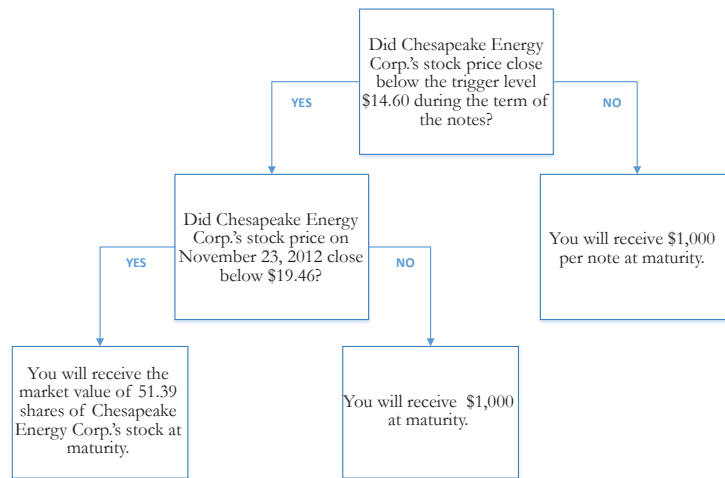 Did Chesapeake Energy
Corp.'s stock price close
below the trigger level
$14.60 during the term of
the notes?
YES
NO
Did Chesapeake Energy
Corp.'s stock price on
November 23, 2012 close
below $19.46?
You will receive $1,000
per note at maturity.
YES
NO
You will receive the
market value of 51.39
shares of Chesapeake
Energy Corp.'s stock at
maturity.
You will receive $1,000
at maturity.